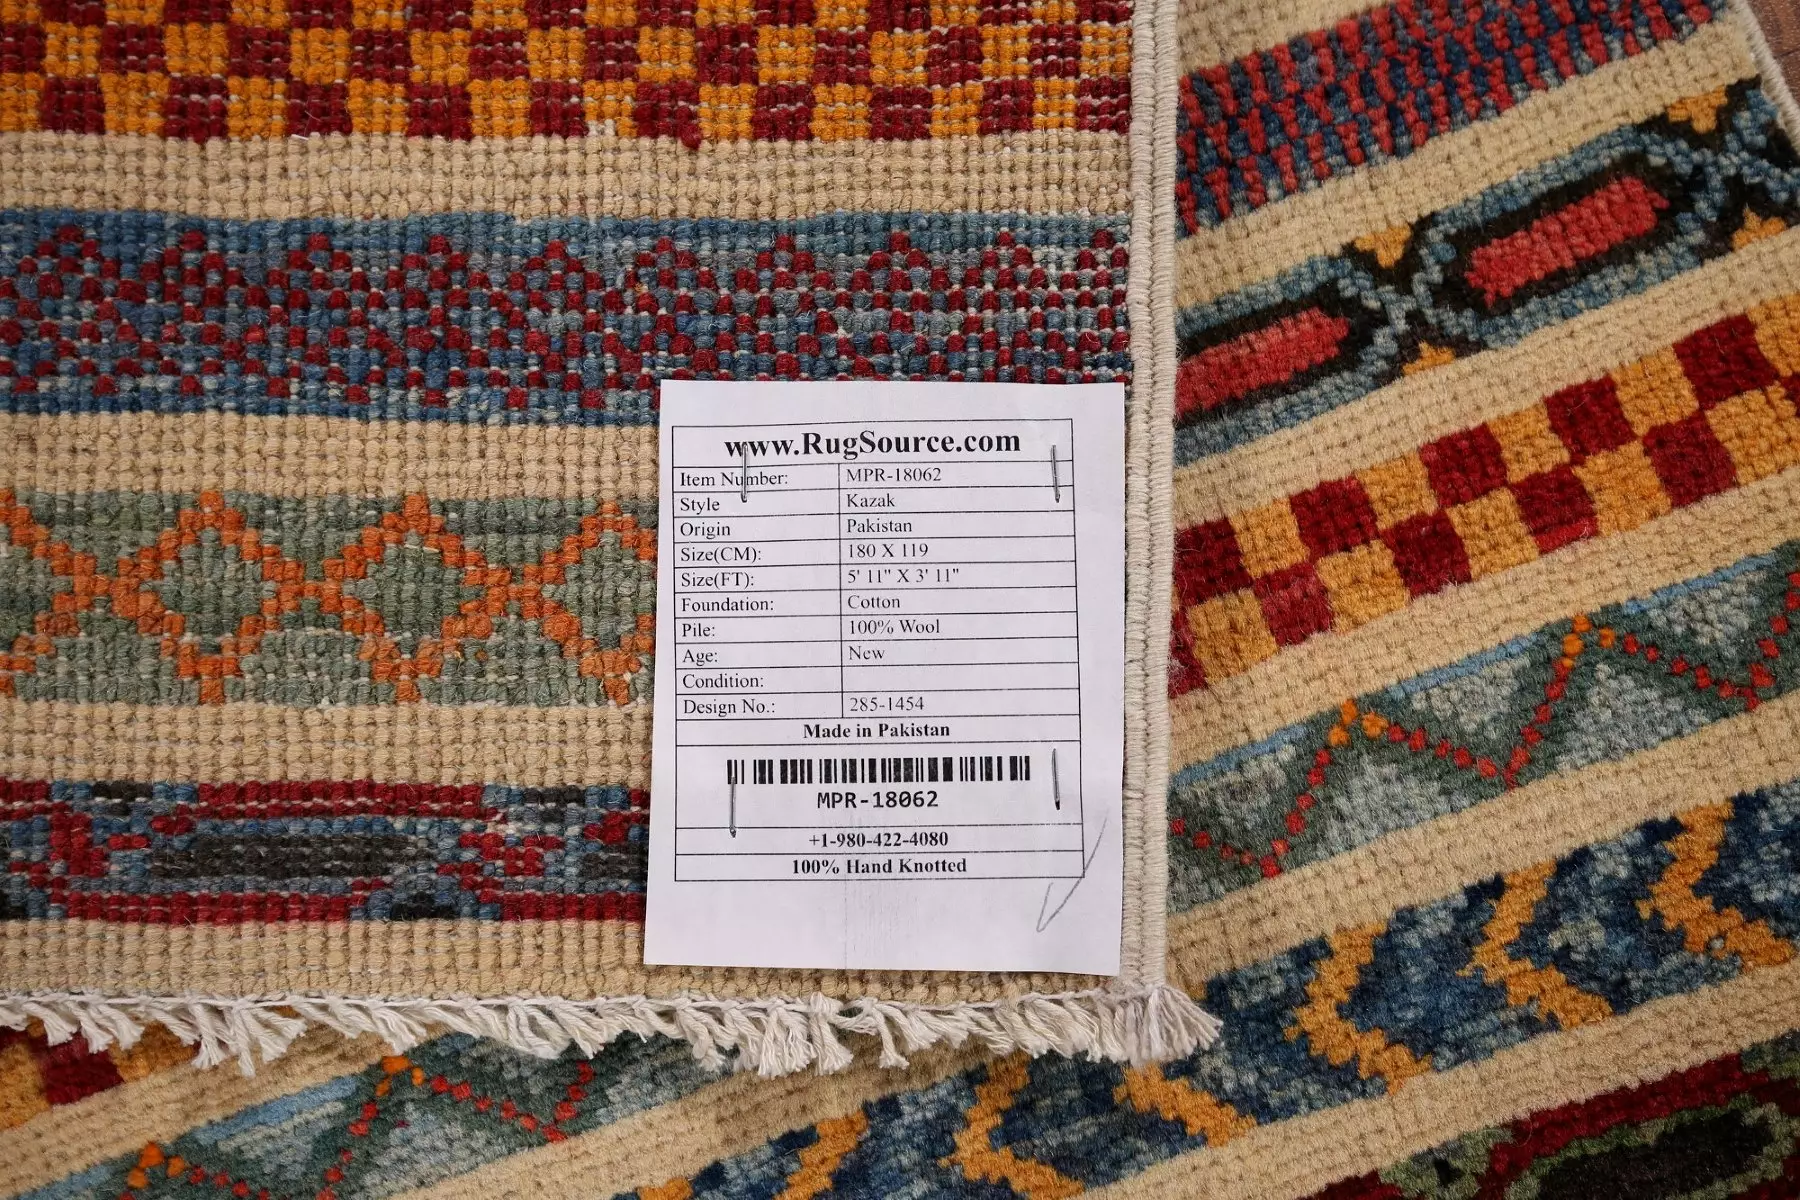 www.RugSource.com
Item Number: MPR-18062
Style Kazak
Origin Pakistan
Size(CM): 180 X 119
Size(FT): 5' 11" X 3' 11"
Foundation: Cotton
Pile: 100% Wool
Age: New
Condition:
Design No.: 285-1454
Made in Pakistan
MPR-18062
+1-980-422-4080
100% Hand Knotted